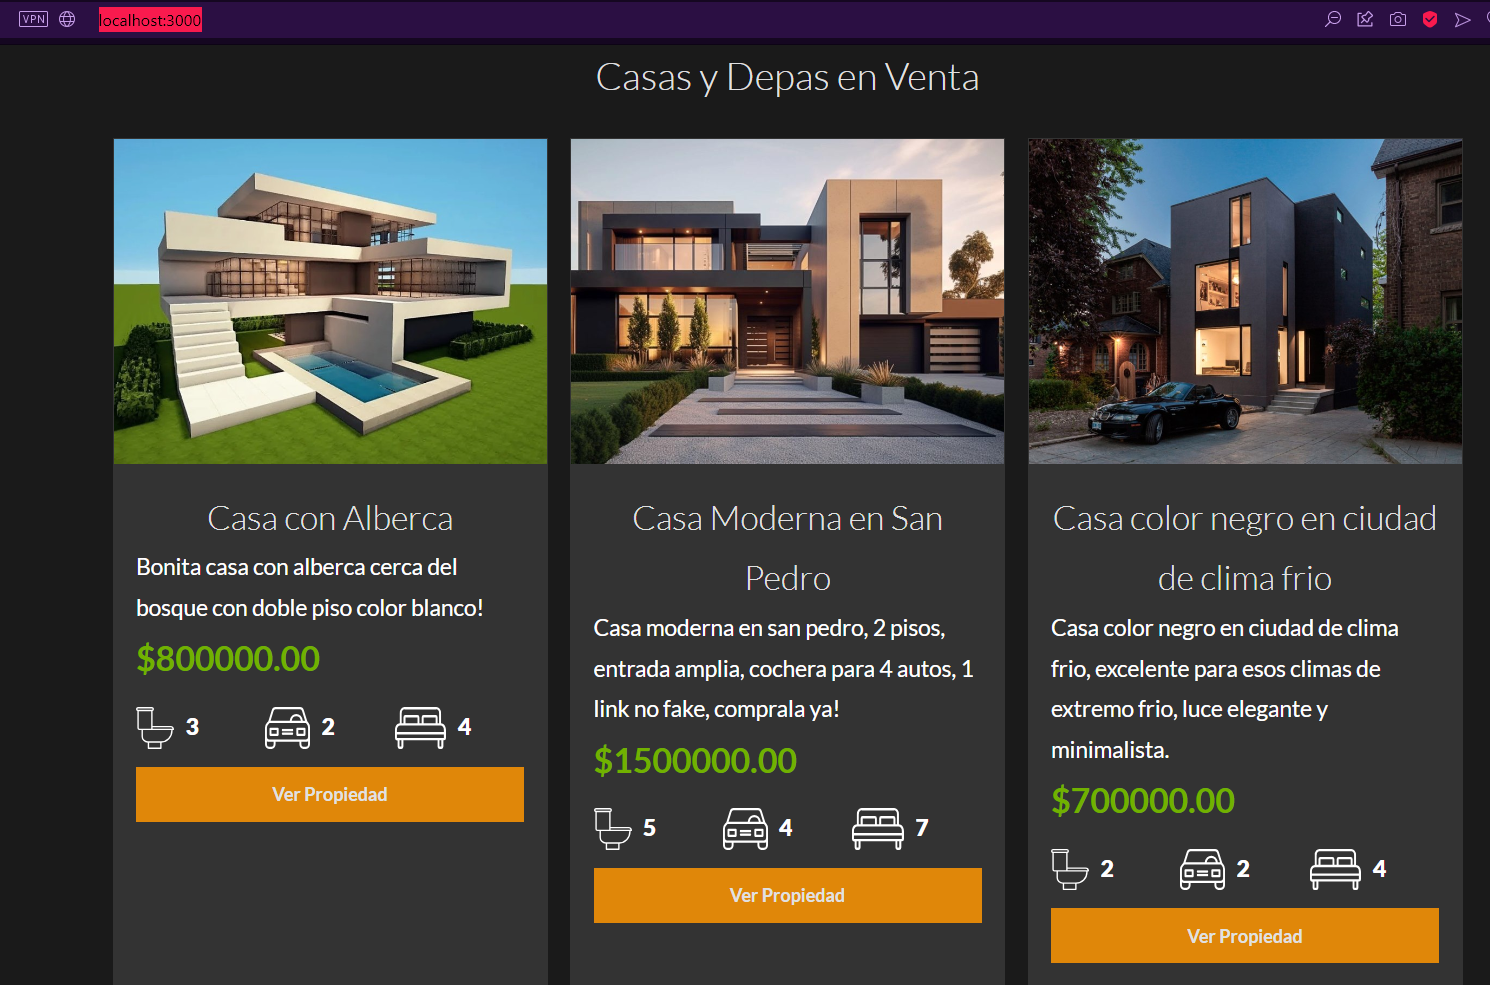 VPN
localhost:3000
Casas y Depas en Venta
Casa con Alberca
Bonita casa con alberca cerca del
bosque con doble piso color blanco!
$800000.00
3 2 4
Ver Propiedad
Casa Moderna en San
Pedro
Casa moderna en san pedro, 2 pisos,
entrada amplia, cochera para 4 autos, 1
link no fake, comprala ya!
$1500000.00
5 4 7
Ver Propiedad
Casa color negro en ciudad
de clima frio
Casa color negro en ciudad de clima
frio, excelente para esos climas de
extremo frio, luce elegante y
minimalista.
$700000.00
2 2 4
Ver Propiedad